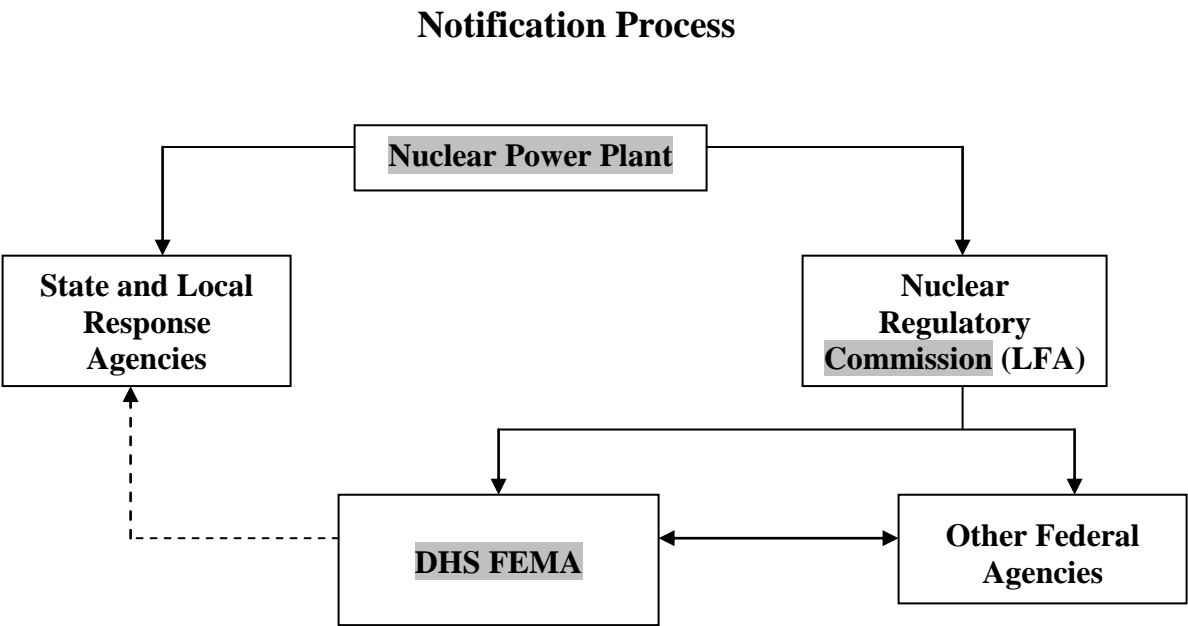 Notification Process
Nuclear Power Plant
State and Local
Response
Agencies
Nuclear
Regulatory
Commission (LFA)
DHS FEMA
Other Federal
Agencies